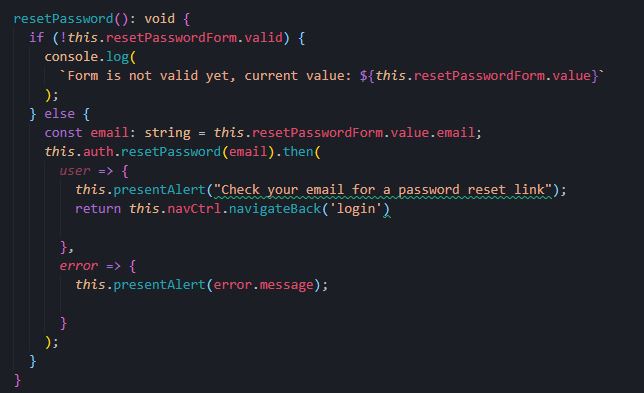 resetPassword(): void {
if (!this.resetPasswordForm.valid) {
console.log(
`Form is not valid yet, current value: ${this.resetPasswordForm.value}`
);
} else {
const email: string = this.resetPasswordForm.value.email;
this.auth.resetPassword(email).then(
user => {
this.presentAlert("Check your email for a password reset link");
return this.navCtrl.navigateBack('login')
},
error => {
this.presentAlert(error.message);
}
);
}
}